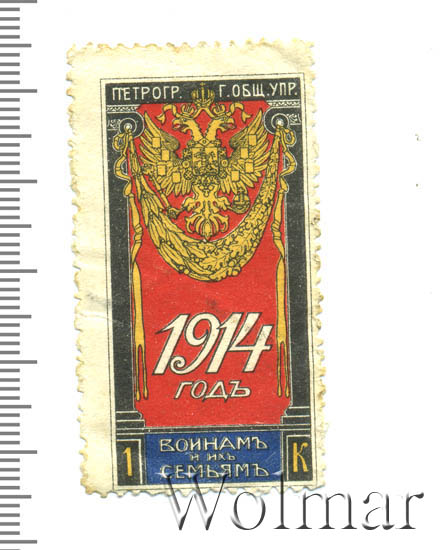 ПЕТРОГР. Г. ОБЩ. УПР.
1914
ГОДЪ
1 ВОИНАМЪ К
И ИХЪ
СЕМЬЯМЪ
Wolmar